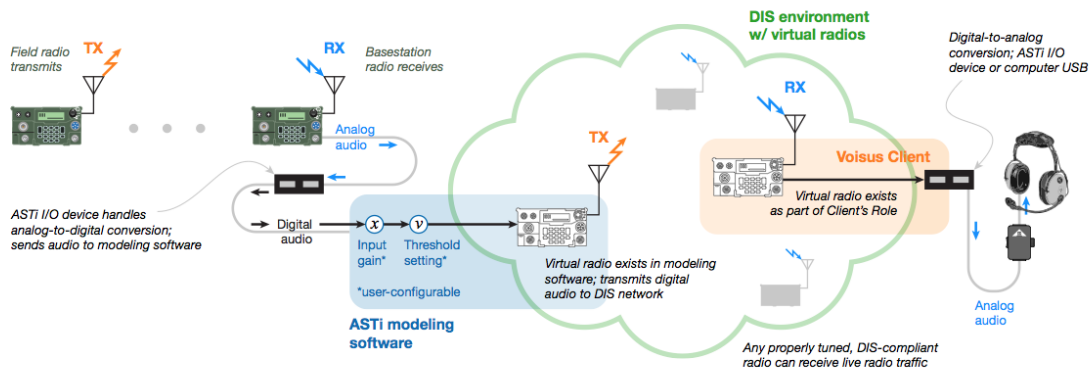 Field radio
transmits
TX
RX
Basestation
radio receives
Analog
audio
ASTi I/O device handles
analog-to-digital conversion;
sends audio to modeling software
Digital
audio
x
v
Input
gain*
Threshold
setting*
*user-configurable
ASTi modeling
software
TX
Virtual radio exists in modeling
software; transmits digital
audio to DIS network
DIS environment
w/ virtual radios
RX
Voisus Client
Virtual radio exists
as part of Client's Role
Any properly tuned, DIS-compliant
radio can receive live radio traffic
Digital-to-analog
conversion; ASTi I/O
device or computer USB
Analog
audio